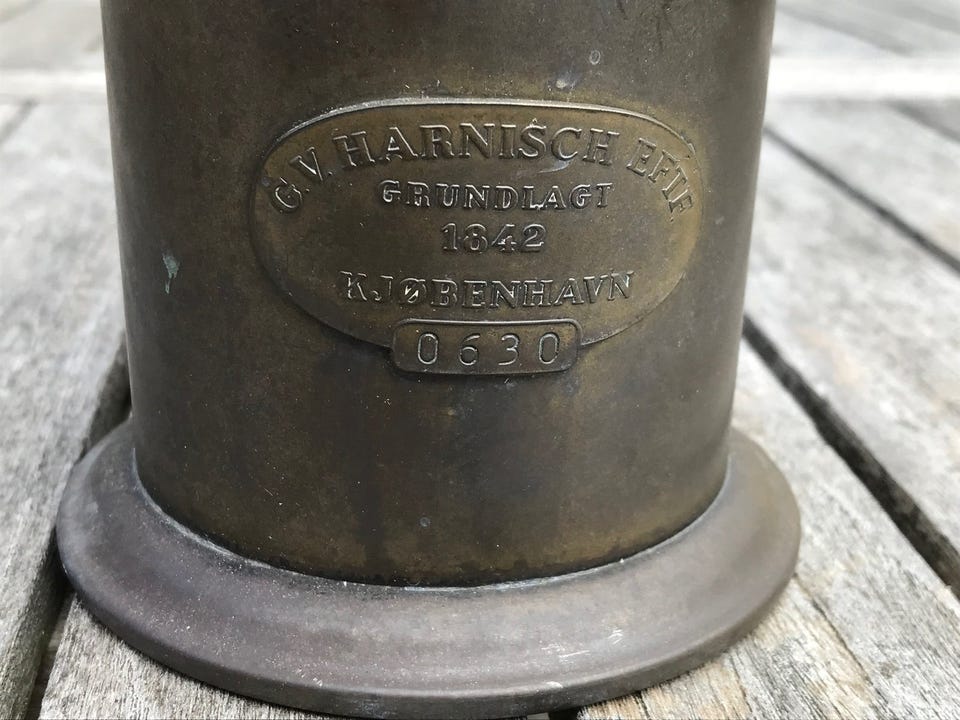 G.V. HARNISCH EFTF
GRUNDLAGT
1842
KJØBENHAVN
0630